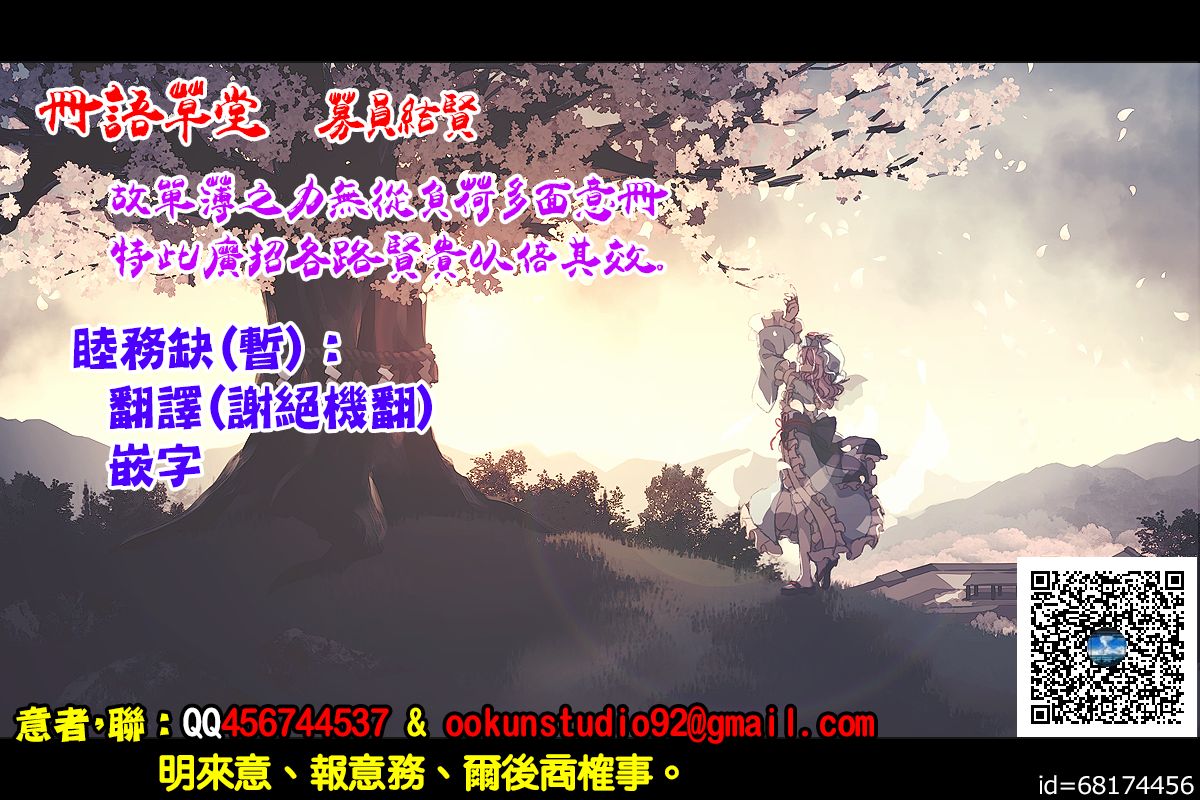 冊語草堂 募員結賢
故單薄之力無從負荷多面意冊
特此廣招各路賢貴以倍其效。
睦務缺(暫)：
翻譯(謝絕機翻)
嵌字
意者，聯：QQ456744537 & ookunstudio92@gmail.com
明來意、報意務、爾後商榷事。
id=68174456